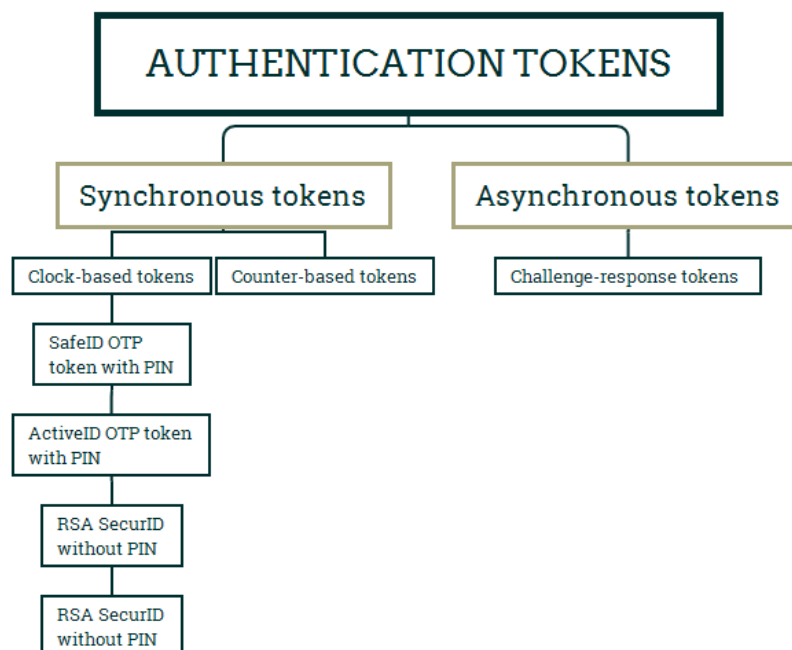 AUTHENTICATION TOKENS
Synchronous tokens
Asynchronous tokens
Clock-based tokens
Counter-based tokens
Challenge-response tokens
SafeID OTP
token with PIN
ActiveID OTP token
with PIN
RSA SecurID
without PIN
RSA SecurID
without PIN